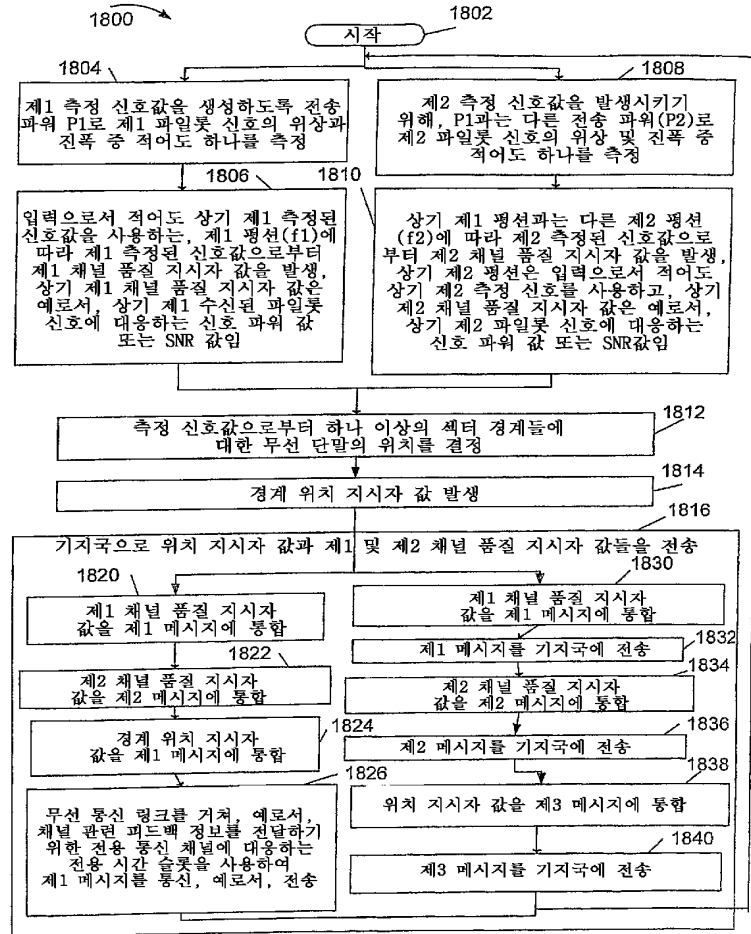 1800
시작
1802
1804
제1 측정 신호값을 생성하도록 전송
파워 P1로 제1 파일롯 신호의 위상과
진폭 중 적어도 하나를 측정
1808
제2 측정 신호값을 발생시키기
위해, P1과는 다른 전송 파워(P2)로
제2 파일롯 신호의 위상 및 진폭 중
적어도 하나를 측정
1806
입력으로서 적어도 상기 제1 측정된
신호값을 사용하는, 제1 펑션(f1)에
따라 제1 측정된 신호값으로부터
제1 채널 품질 지시자 값을 발생,
상기 제1 채널 품질 지시자 값은
예로서, 상기 제1 수신된 파일롯
신호에 대응하는 신호 파워 값
또는 SNR 값임
1810
상기 제1 펑션과는 다른 제2 펑션
(f2)에 따라 제2 측정된 신호값으로
부터 제2 채널 품질 지시자 값을 발생,
상기 제2 펑션은 입력으로서 적어도
상기 제2 측정 신호를 사용하고, 상기
제2 채널 품질 지시자 값은 예로서,
상기 제2 파일롯 신호에 대응하는
신호 파워 값 또는 SNR값임
측정 신호값으로부터 하나 이상의 섹터 경계들에
대한 무선 단말의 위치를 결정
1812
경계 위치 지시자 값 발생
1814
1816
기지국으로 위치 지시자 값과 제1 및 제2 채널 품질 지시자 값들을 전송
1820
제1 채널 품질 지시자
값을 제1 메시지에 통합
1822
제2 채널 품질 지시자
값을 제2 메시지에 통합
경계 위치 지시자
값을 제1 메시지에 통합
1824
1826
무선 통신 링크를 거쳐, 예로서,
채널 관련 피드백 정보를 전달하기
위한 전용 통신 채널에 대응하는
전용 시간 슬롯을 사용하여
제1 메시지를 통신, 예로서, 전송
1830
제1 채널 품질 지시자
값을 제1 메시지에 통합
제1 메시지를 기지국에 전송
1832
1834
제2 채널 품질 지시자
값을 제2 메시지에 통합
1836
제2 메시지를 기지국에 전송
1838
위치 지시자 값을 제3 메시지에 통합
1840
제3 메시지를 기지국에 전송